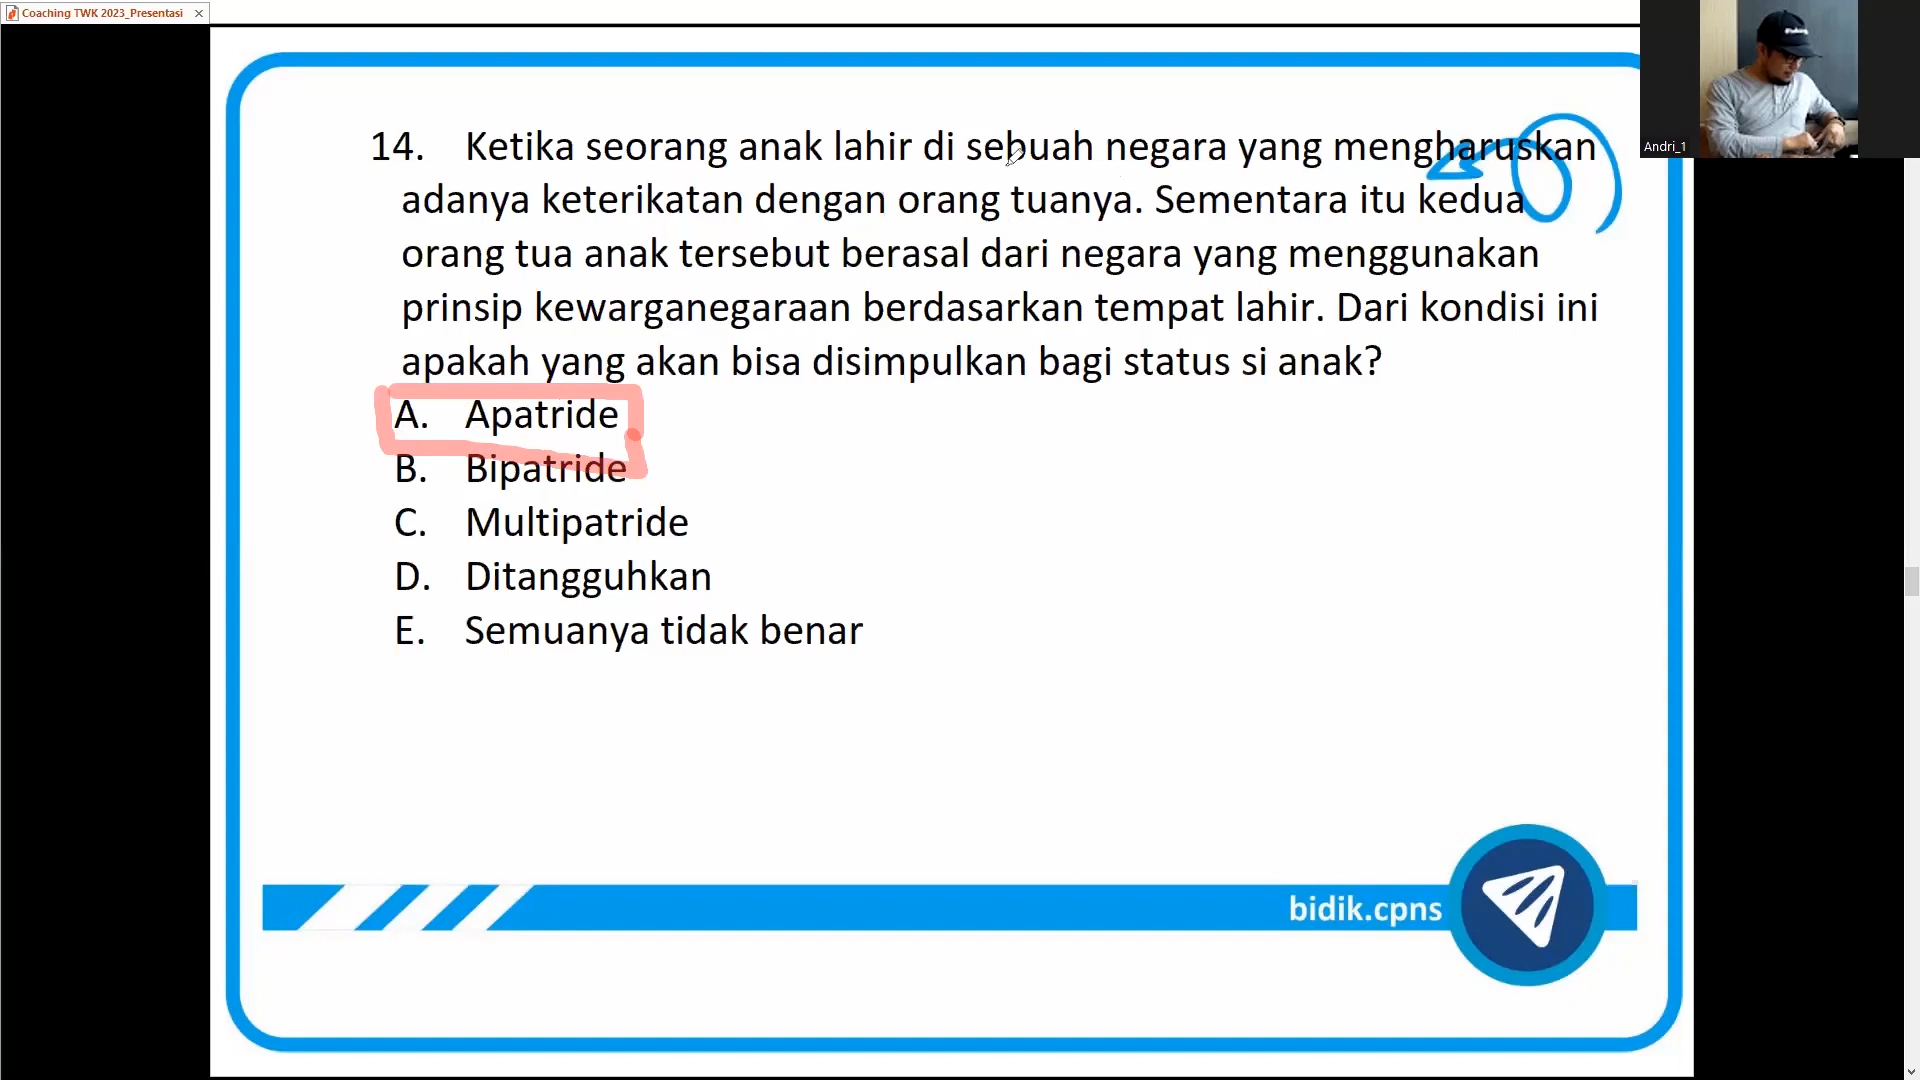 Coaching TWK 2023_Presentasi
Andri_1
14. Ketika seorang anak lahir di sebuah negara yang mengharuskan
adanya keterikatan dengan orang tuanya. Sementara itu kedua
orang tua anak tersebut berasal dari negara yang menggunakan
prinsip kewarganegaraan berdasarkan tempat lahir. Dari kondisi ini
apakah yang akan bisa disimpulkan bagi status si anak?
A. Apatride
B. Bipatride
C. Multipatride
D. Ditangguhkan
E. Semuanya tidak benar
bidik.cpns